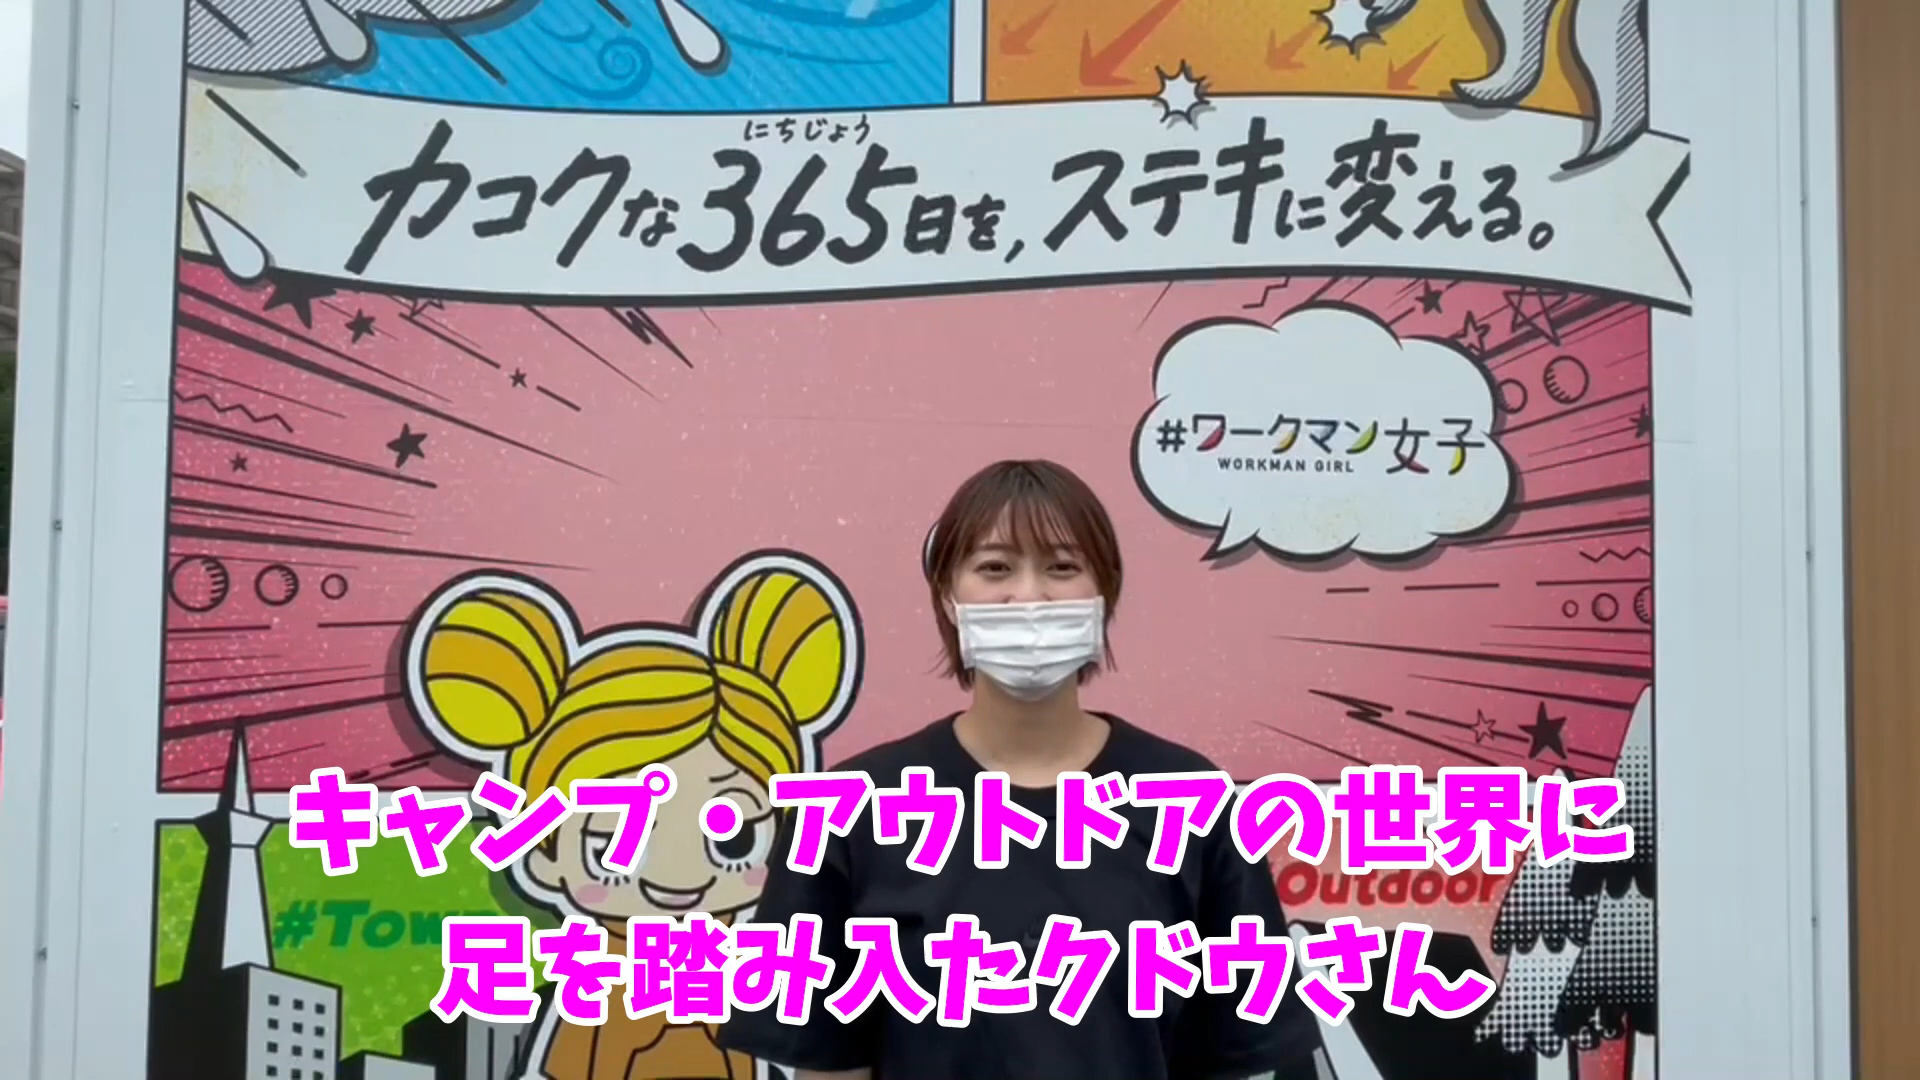 にちじょう
カコクな365日を,ステキに変える。
#ワークマン女子
WORKMAN GIRL
キャンプ・アウトドアの世界に
#Outdoor
#Town
足を踏み入たクドウさん